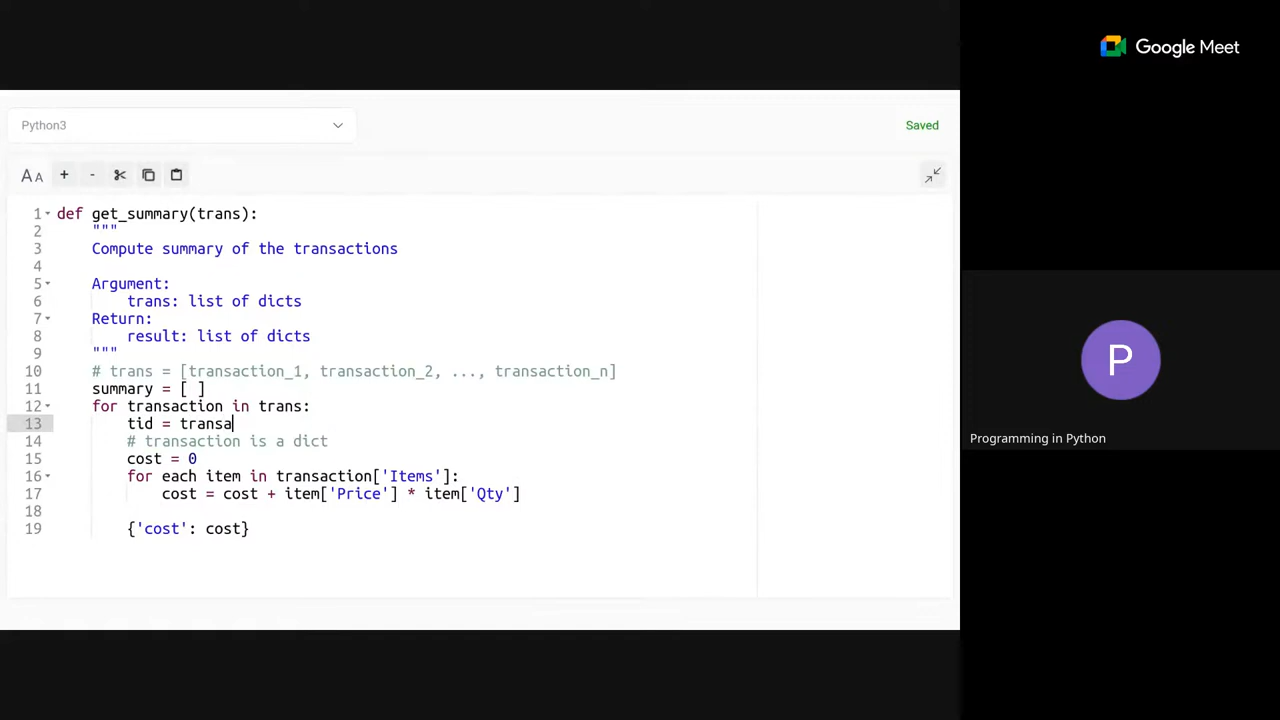 Google Meet
Python3
Saved
AA + -
1 def get_summary(trans):
2 """
3 Compute summary of the transactions
4
5 Argument:
6 trans: list of dicts
7 Return:
8 result: list of dicts
9 """
10 # trans = [transaction_1, transaction_2, ..., transaction_n]
11 summary = [ ]
12 for transaction in trans:
13 tid = transa
14 # transaction is a dict
15 cost = 0
16 for each item in transaction['Items']:
17 cost = cost + item['Price'] * item['Qty']
18
19 {'cost': cost}
P
Programming in Python